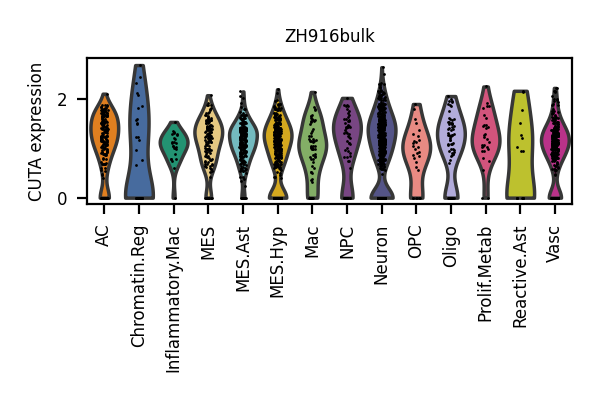 ZH916bulk
CUTA expression
2
0
AC
Chromatin.Reg
Inflammatory.Mac
MES
MES.Ast
MES.Hyp
Mac
NPC
Neuron
OPC
Oligo
Prolif.Metab
Reactive.Ast
Vasc